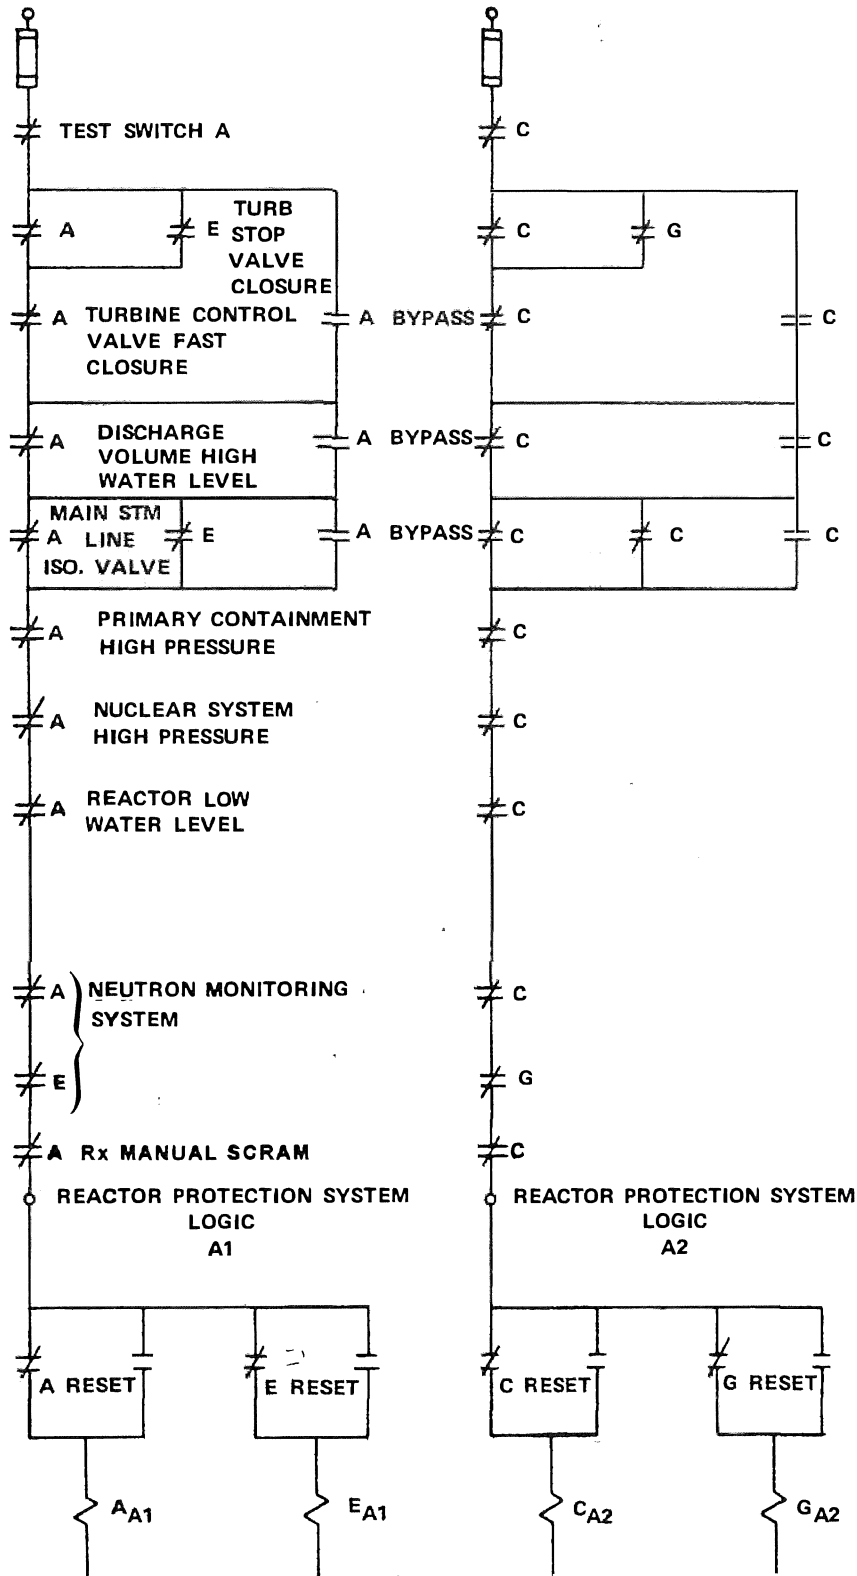 TEST SWITCH A
C
A
E
TURB
STOP
VALVE
CLOSURE
C
G
A
TURBINE CONTROL
VALVE FAST
CLOSURE
A BYPASS
C
C
A
DISCHARGE
VOLUME HIGH
WATER LEVEL
A BYPASS
C
C
MAIN STM
A LINE
ISO. VALVE
E
A BYPASS
C
C
C
A
PRIMARY CONTAINMENT
HIGH PRESSURE
C
A
NUCLEAR SYSTEM
HIGH PRESSURE
C
A
REACTOR LOW
WATER LEVEL
C
A
NEUTRON MONITORING
SYSTEM
C
E
G
A Rx MANUAL SCRAM
C
REACTOR PROTECTION SYSTEM
LOGIC
A1
REACTOR PROTECTION SYSTEM
LOGIC
A2
A RESET
E RESET
C RESET
G RESET
AA1
EA1
CA2
GA2